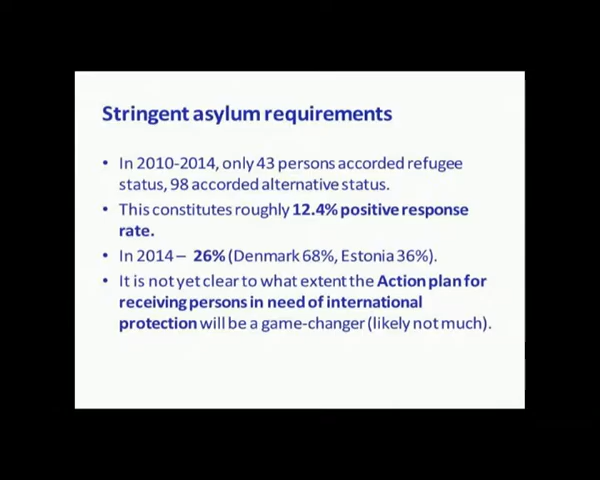 Stringent asylum requirements
• In 2010-2014, only 43 persons accorded refugee
status, 98 accorded alternative status.
• This constitutes roughly 12.4% positive response
rate.
• In 2014 – 26% (Denmark 68%, Estonia 36%).
• It is not yet clear to what extent the Action plan for
receiving persons in need of international
protection will be a game-changer (likely not much).